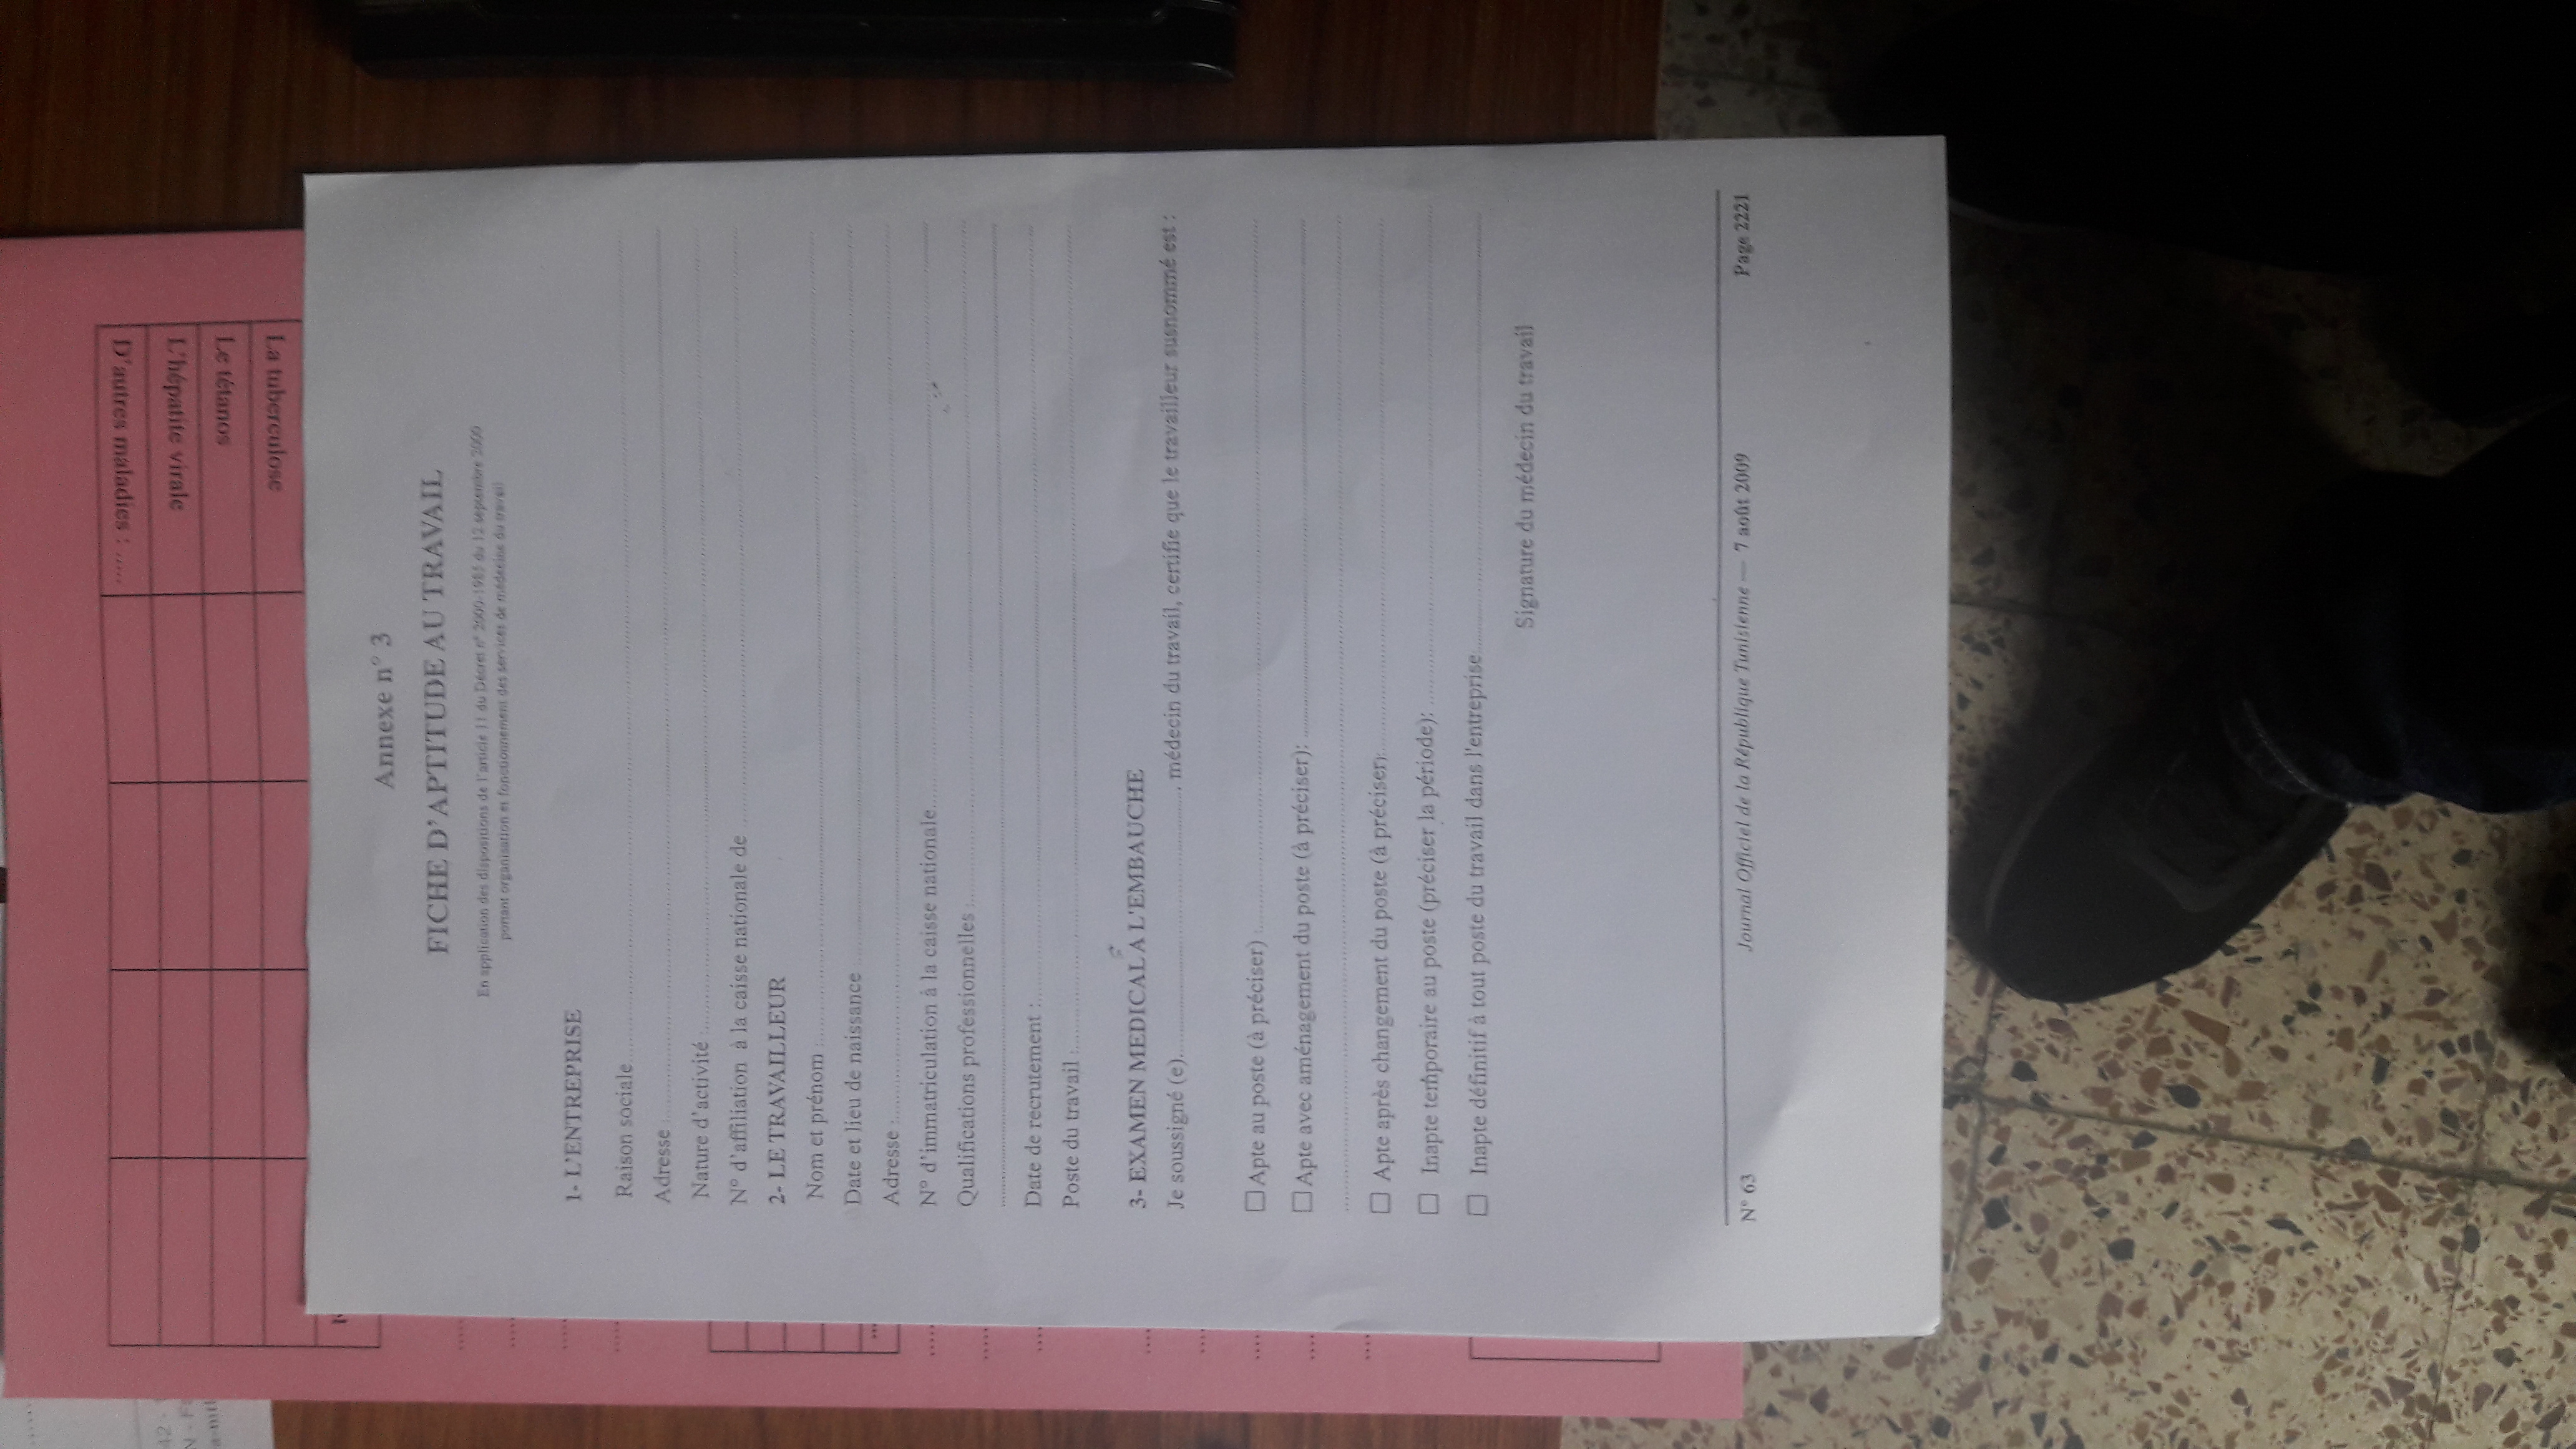 Annexe n° 3
FICHE D'APTITUDE AU TRAVAIL
En application des dispositions de l'article 11 du Décret n° 2000-1985 du 12 septembre 2000
portant organisation et fonctionnement des services de médecine du travail
1- L'ENTREPRISE
Raison sociale
Adresse :
Nature d'activité :
N° d'affiliation à la caisse nationale de
2- LE TRAVAILLEUR
Nom et prénom :
Date et lieu de naissance
Adresse :
N° d'immatriculation à la caisse nationale
Qualifications professionnelles :
Date de recrutement :
Poste du travail :
3- EXAMEN MEDICAL A L'EMBAUCHE
Je soussigné (e) médecin du travail, certifie que le travailleur susnommé est :
Apte au poste (à préciser) :
Apte avec aménagement du poste (à préciser):
Apte après changement du poste (à préciser)
Inapte temporaire au poste (préciser la période):
Inapte définitif à tout poste du travail dans l'entreprise
Signature du médecin du travail
N° 63 Journal Officiel de la République Tunisienne — 7 août 2009 Page 2221
La tuberculose
Le tétanos
L'hépatite virale
D'autres maladies : .....